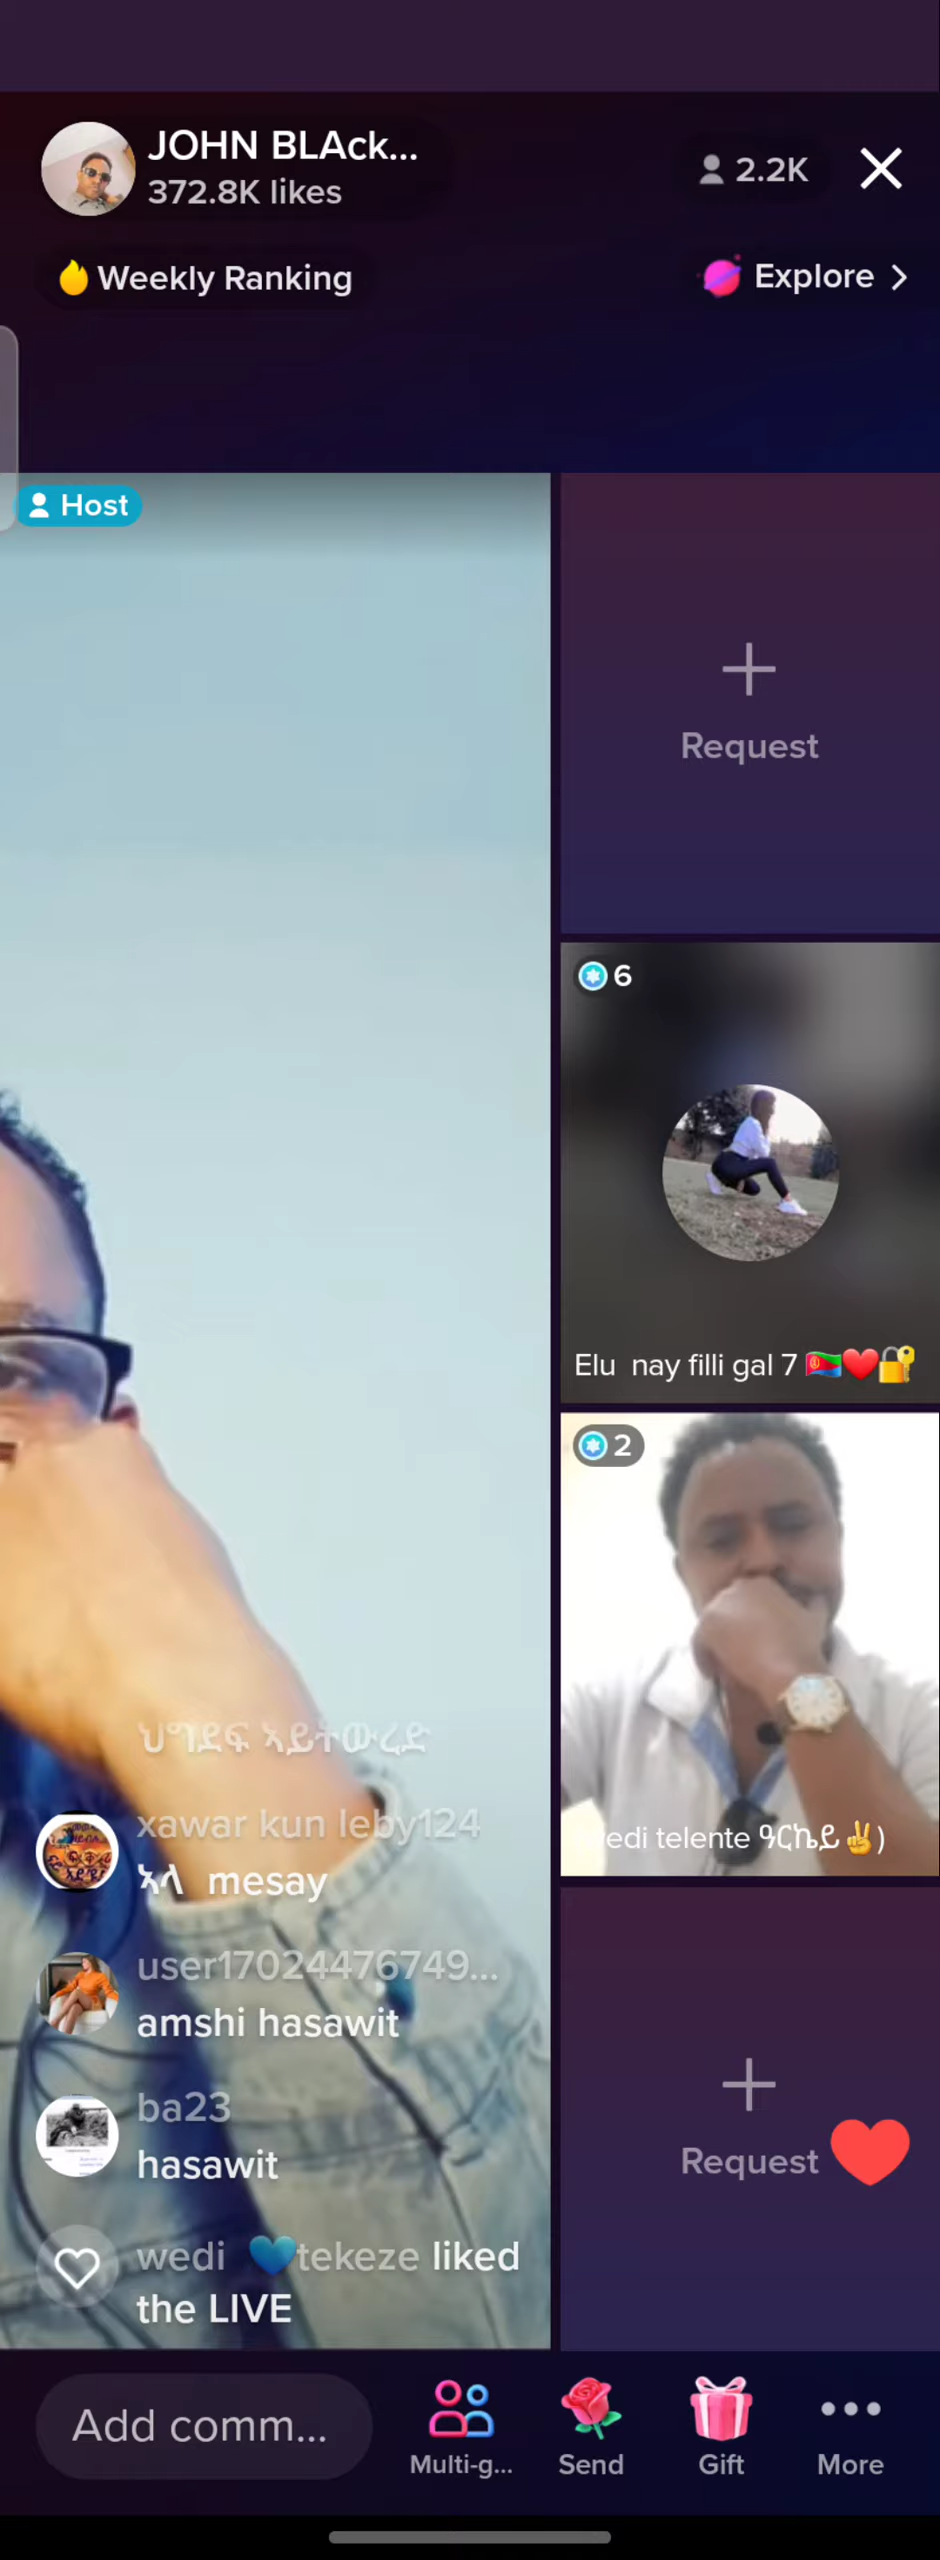 JOHN BLAck...
372.8K likes
2.2K
Weekly Ranking
Explore
Host
Request
6
Elu nay filli gal 7 🇪🇷❤️🔐
2
edi telente ዓርኬይ✌️)
ህግደፍ ኣይትውረድ
xawar kun leby124
ኣላ mesay
user17024476749...
amshi hasawit
ba23
hasawit
wedi 💙tekeze liked
the LIVE
Request
Add comm...
Multi-g...
Send
Gift
More